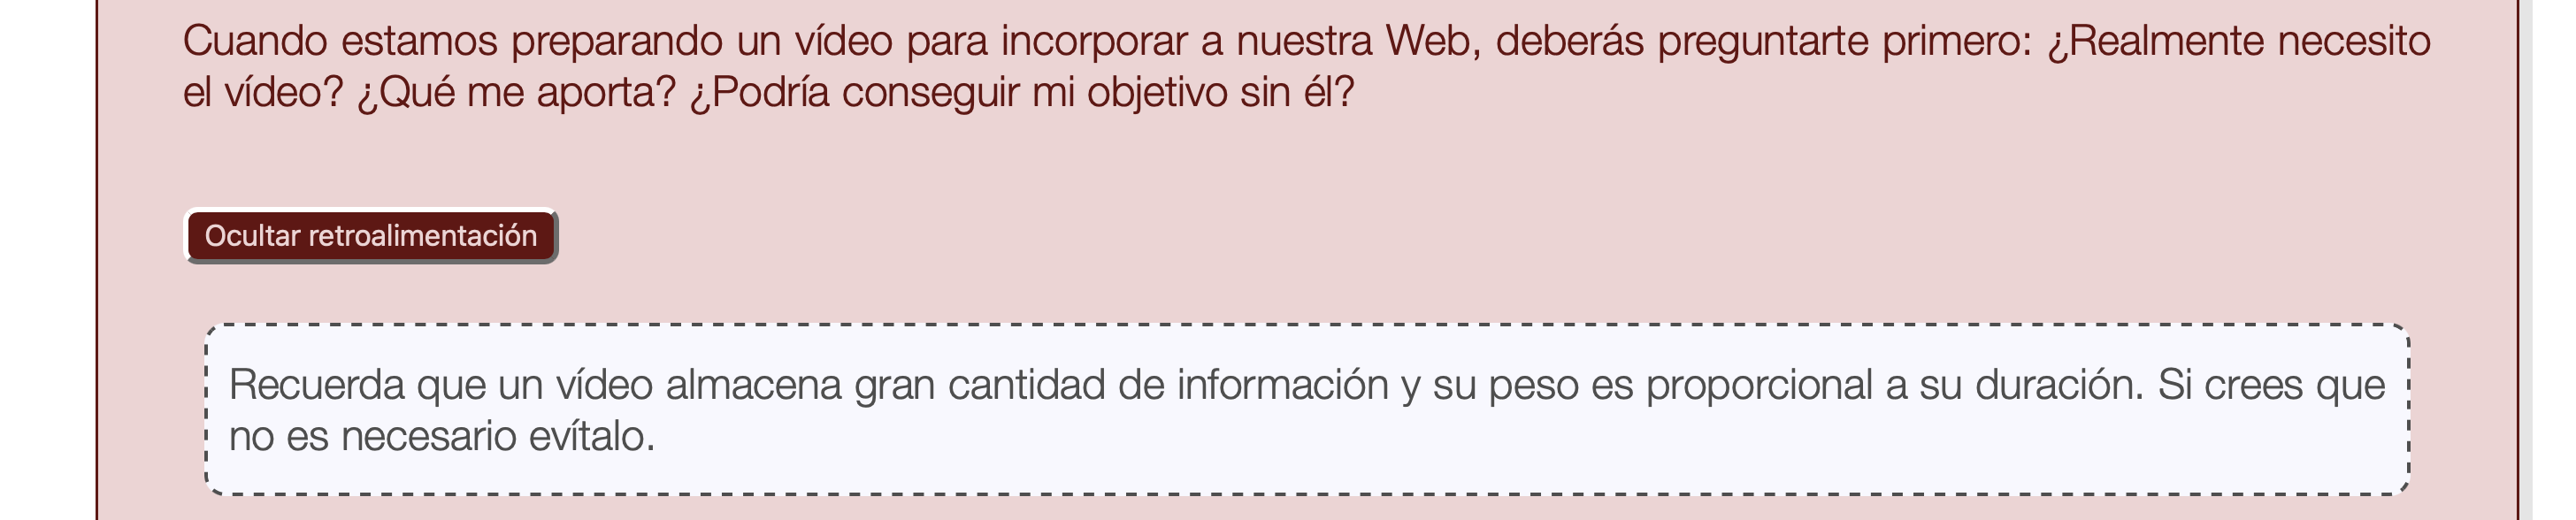 Cuando estamos preparando un vídeo para incorporar a nuestra Web, deberás preguntarte primero: ¿Realmente necesito
el vídeo? ¿Qué me aporta? ¿Podría conseguir mi objetivo sin él?
Ocultar retroalimentación
Recuerda que un vídeo almacena gran cantidad de información y su peso es proporcional a su duración. Si crees que
no es necesario evítalo.